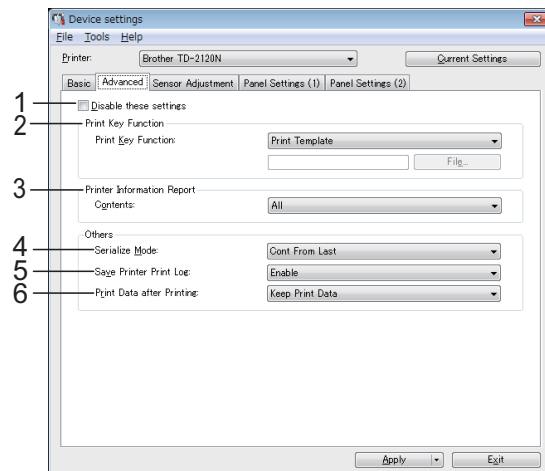 Device settings
File Tools Help
Printer: Brother TD-2120N Current Settings
Basic Advanced Sensor Adjustment Panel Settings (1) Panel Settings (2)
1 Disable these settings
2 Print Key Function
Print Key Function: Print Template
File...
3 Printer Information Report
Contents: All
Others
4 Serialize Mode: Cont From Last
5 Save Printer Print Log: Enable
6 Print Data after Printing: Keep Print Data
Apply Exit